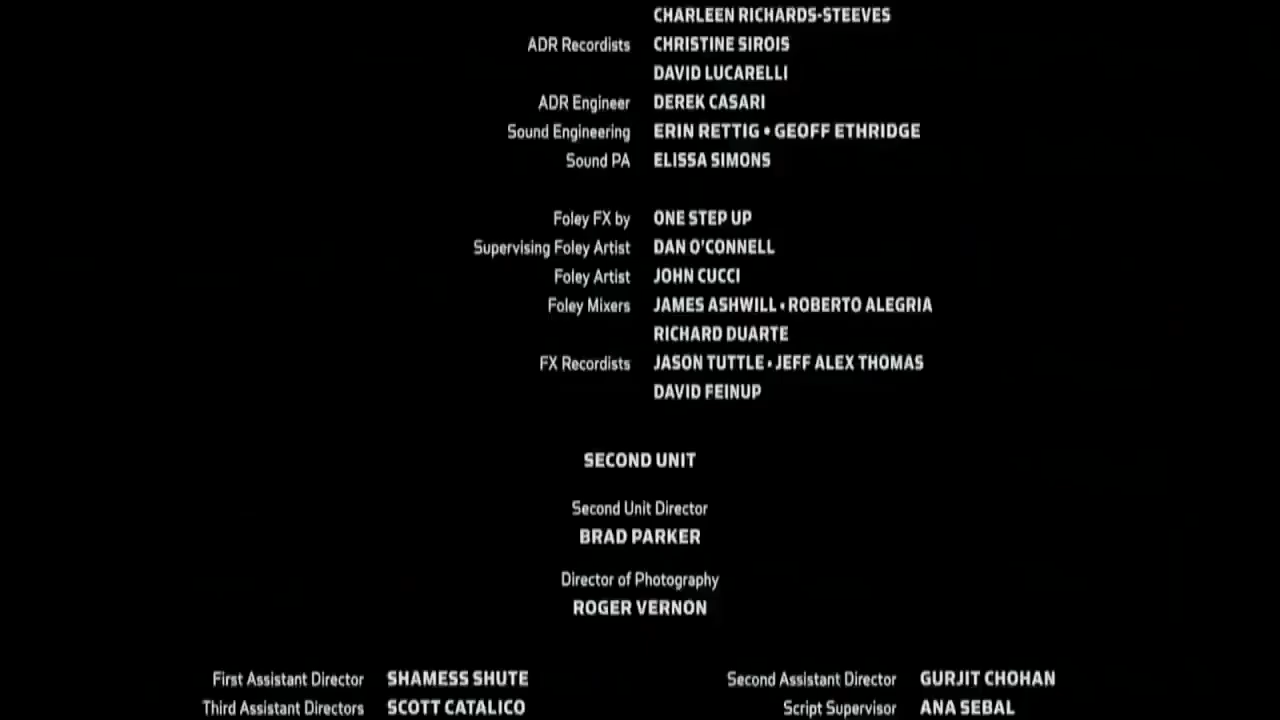 CHARLEEN RICHARDS-STEEVES
ADR Recordists CHRISTINE SIROIS
DAVID LUCARELLI
ADR Engineer DEREK CASARI
Sound Engineering ERIN RETTIG • GEOFF ETHRIDGE
Sound PA ELISSA SIMONS
Foley FX by ONE STEP UP
Supervising Foley Artist DAN O'CONNELL
Foley Artist JOHN CUCCI
Foley Mixers JAMES ASHWILL • ROBERTO ALEGRIA
RICHARD DUARTE
FX Recordists JASON TUTTLE • JEFF ALEX THOMAS
DAVID FEINUP
SECOND UNIT
Second Unit Director
BRAD PARKER
Director of Photography
ROGER VERNON
First Assistant Director SHAMESS SHUTE Second Assistant Director GURJIT CHOHAN
Third Assistant Directors SCOTT CATALICO Script Supervisor ANA SEBAL